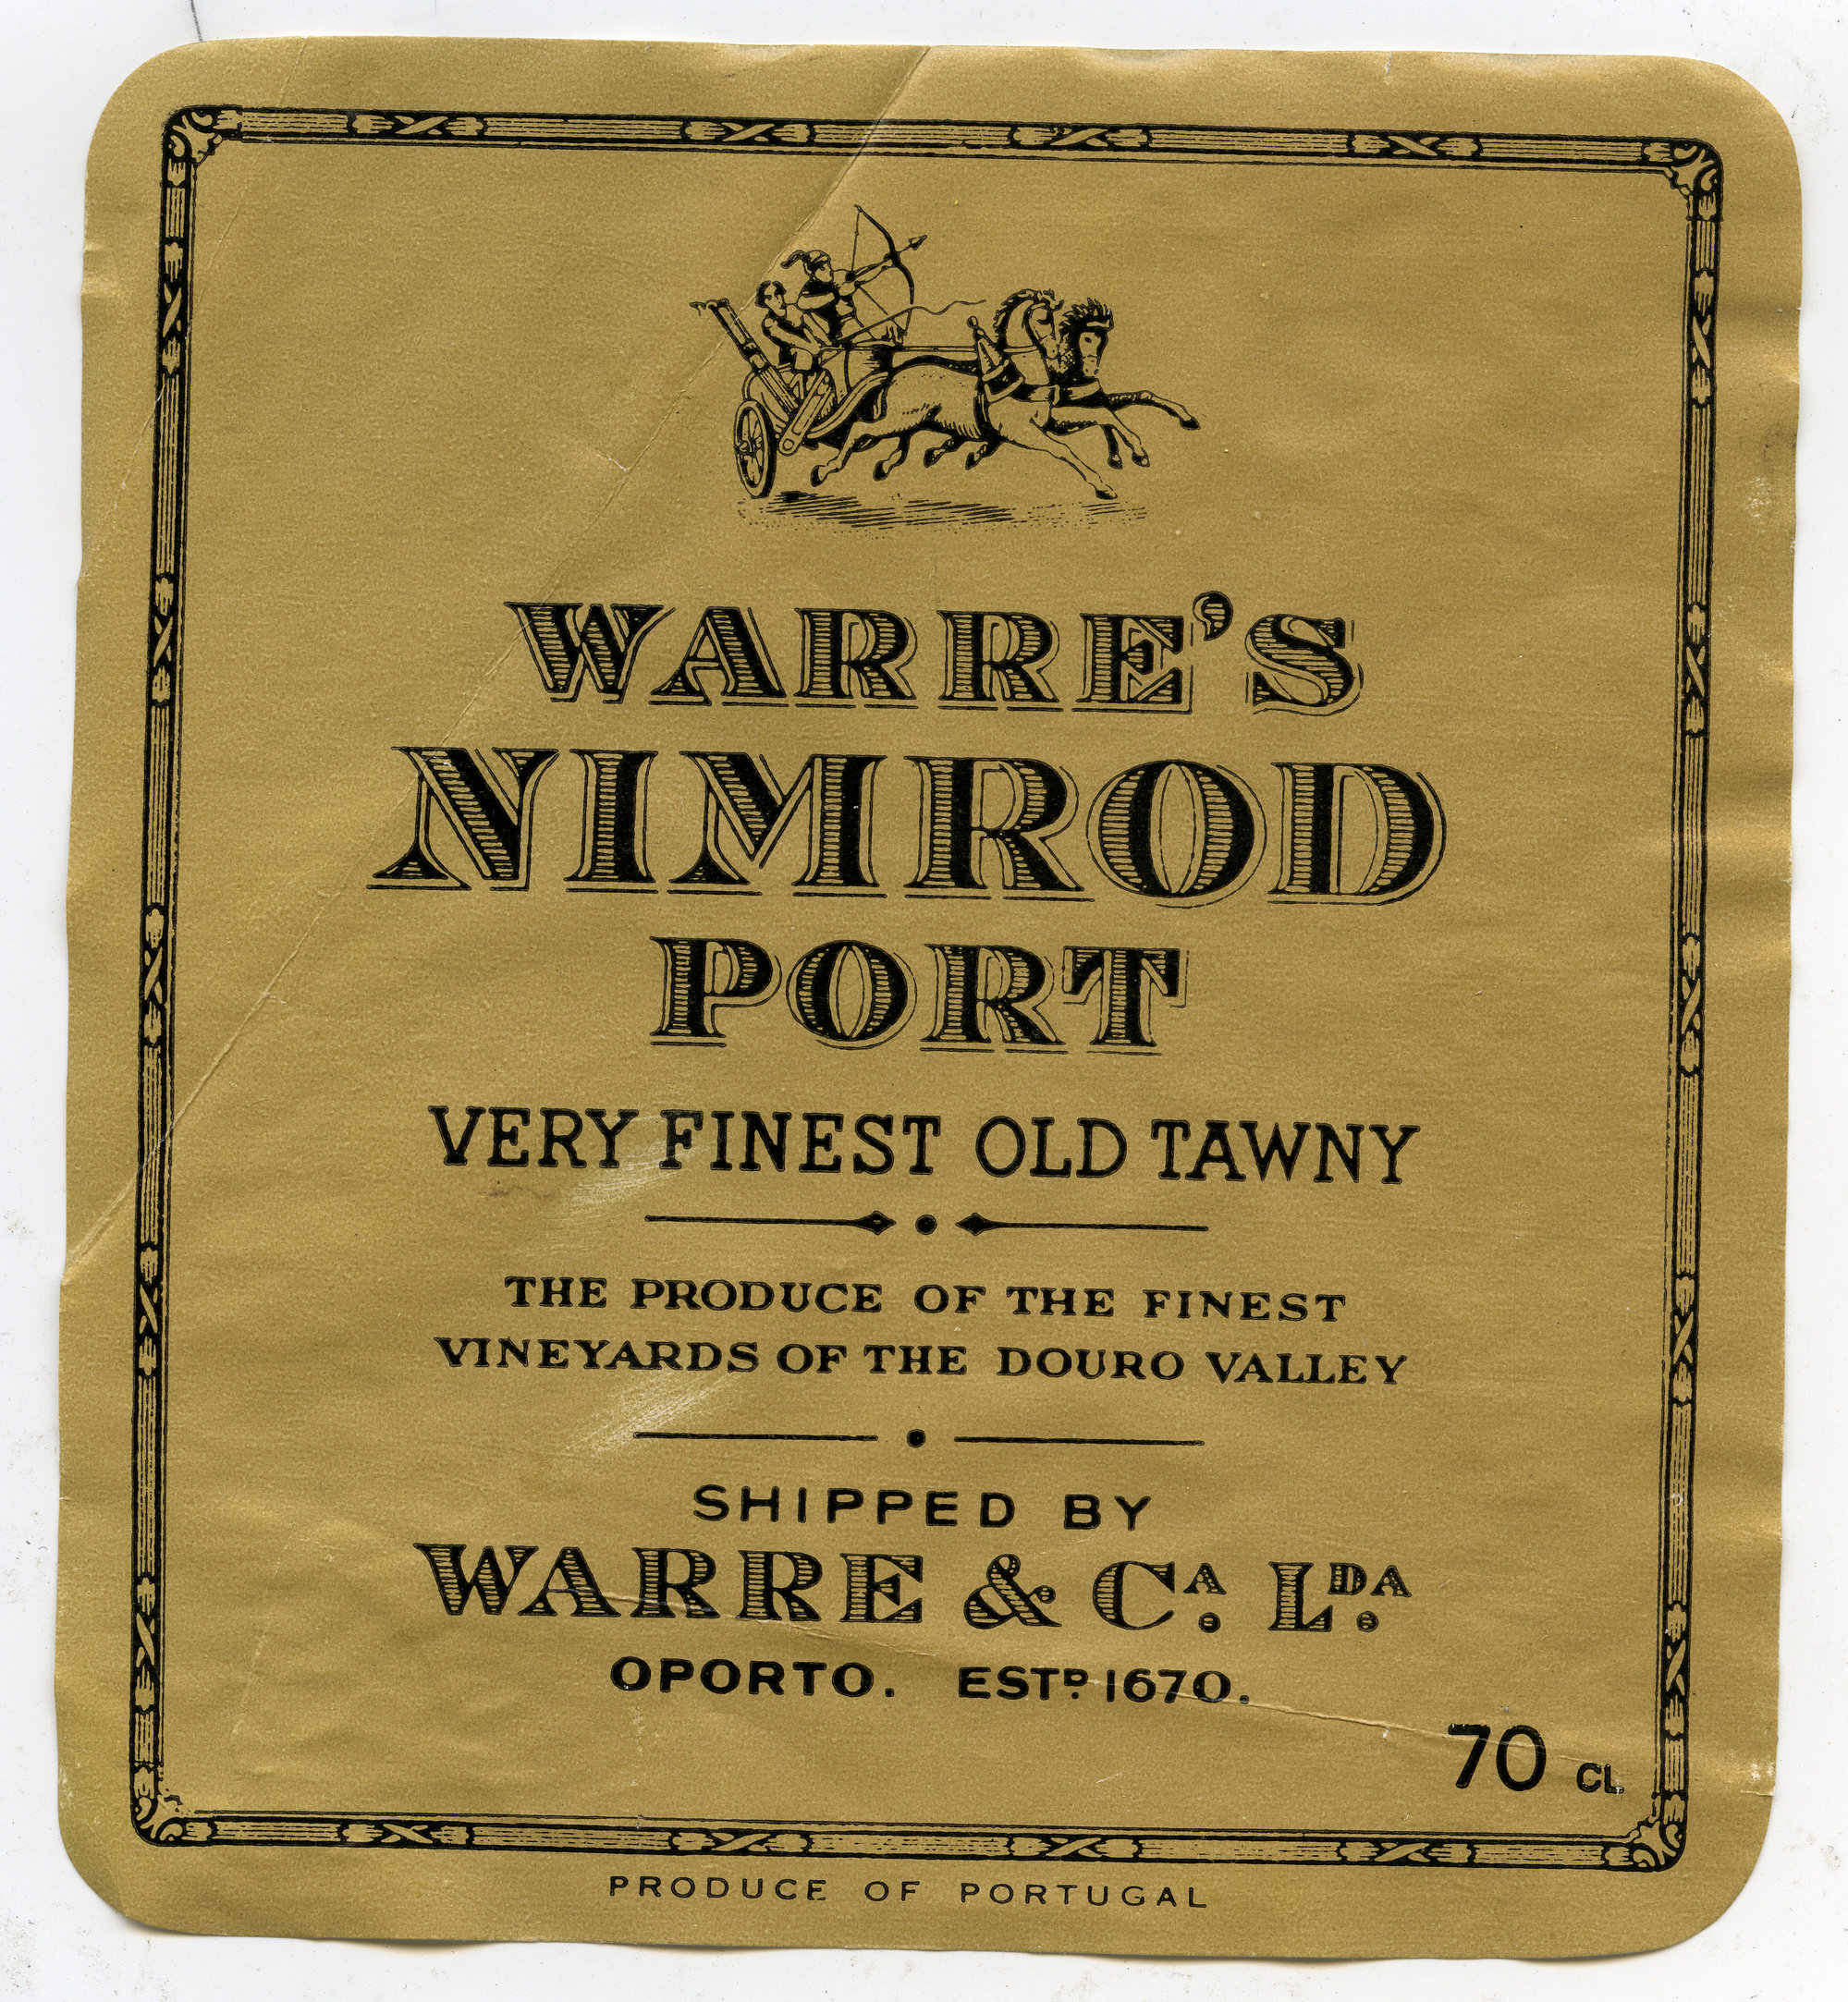 WARRE'S
NIMROD
PORT
VERY FINEST OLD TAWNY
THE PRODUCE OF THE FINEST
VINEYARDS OF THE DOURO VALLEY
SHIPPED BY
WARRE & CA. LDA.
OPORTO. ESTD 1670.
70 CL
PRODUCE OF PORTUGAL